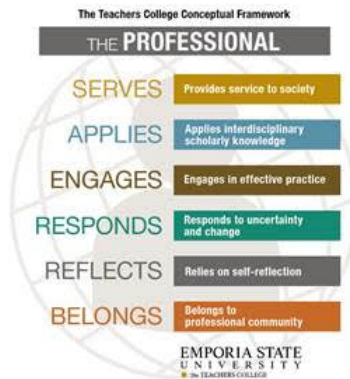 The Teachers College Conceptual Framework
THE PROFESSIONAL
SERVES
Provides service to society
APPLIES
Applies interdisciplinary
scholarly knowledge
ENGAGES
Engages in effective practice
RESPONDS
Responds to uncertainty
and change
REFLECTS
Relies on self-reflection
BELONGS
Belongs to
professional community
EMPORIA STATE
UNIVERSITY
THE TEACHERS COLLEGE